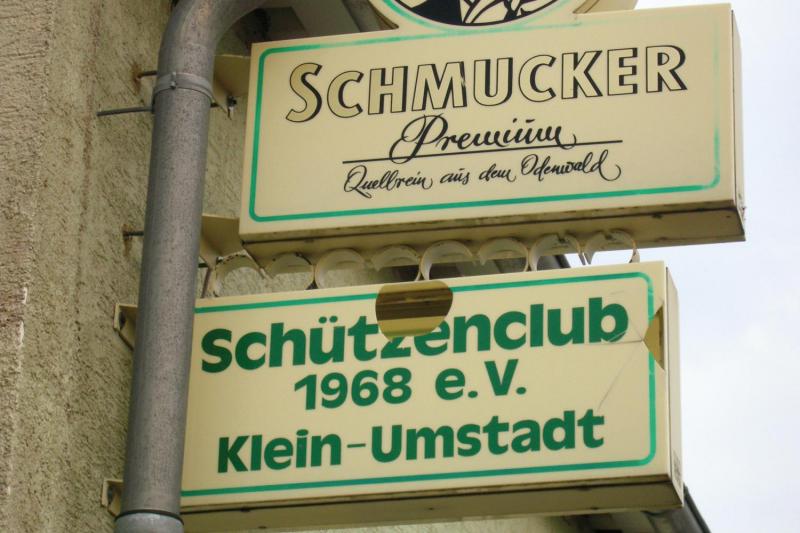 SCHMUCKER
Premium
Quellrein aus dem Odenwald
Schützenclub
1968 e.V.
Klein-Umstadt